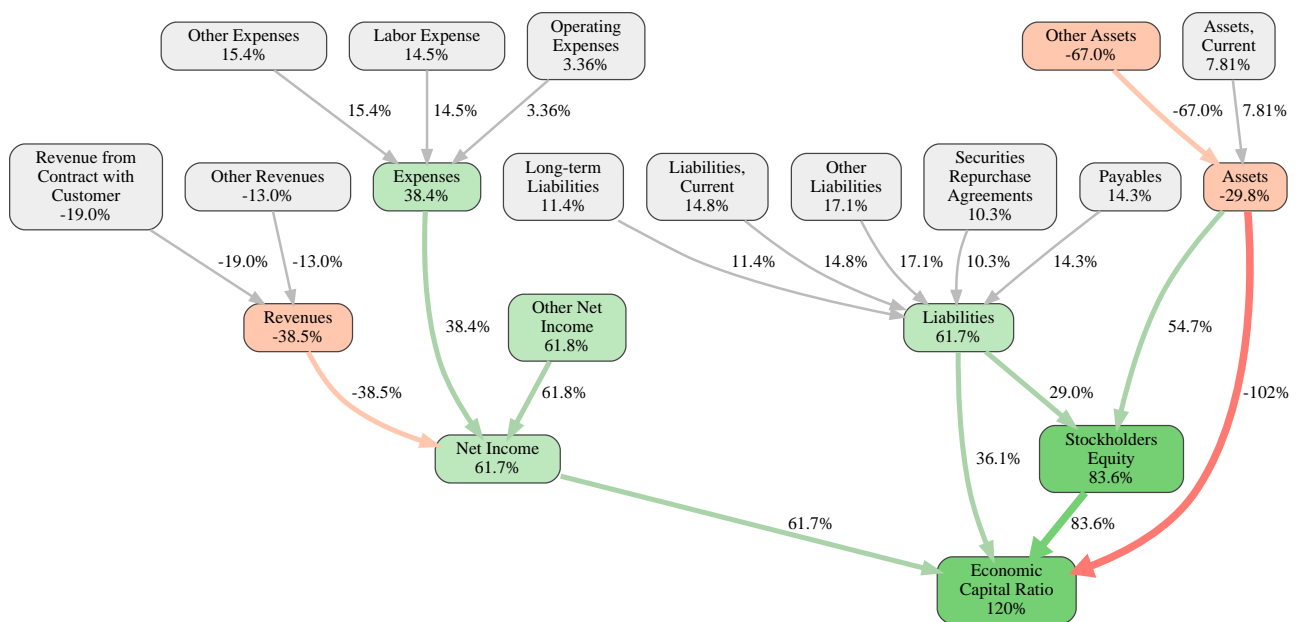 Other Expenses
15.4%
Labor Expense
14.5%
Operating
Expenses
3.36%
Other Assets
-67.0%
Assets,
Current
7.81%
15.4%
14.5%
3.36%
-67.0%
7.81%
Revenue from
Contract with
Customer
-19.0%
Other Revenues
-13.0%
Expenses
38.4%
Long-term
Liabilities
11.4%
Liabilities,
Current
14.8%
Other
Liabilities
17.1%
Securities
Repurchase
Agreements
10.3%
Payables
14.3%
Assets
-29.8%
-19.0%
-13.0%
11.4%
14.8%
17.1%
10.3%
14.3%
Revenues
-38.5%
38.4%
Other Net
Income
61.8%
Liabilities
61.7%
54.7%
-38.5%
61.8%
29.0%
-102%
Net Income
61.7%
36.1%
Stockholders
Equity
83.6%
61.7%
83.6%
Economic
Capital Ratio
120%